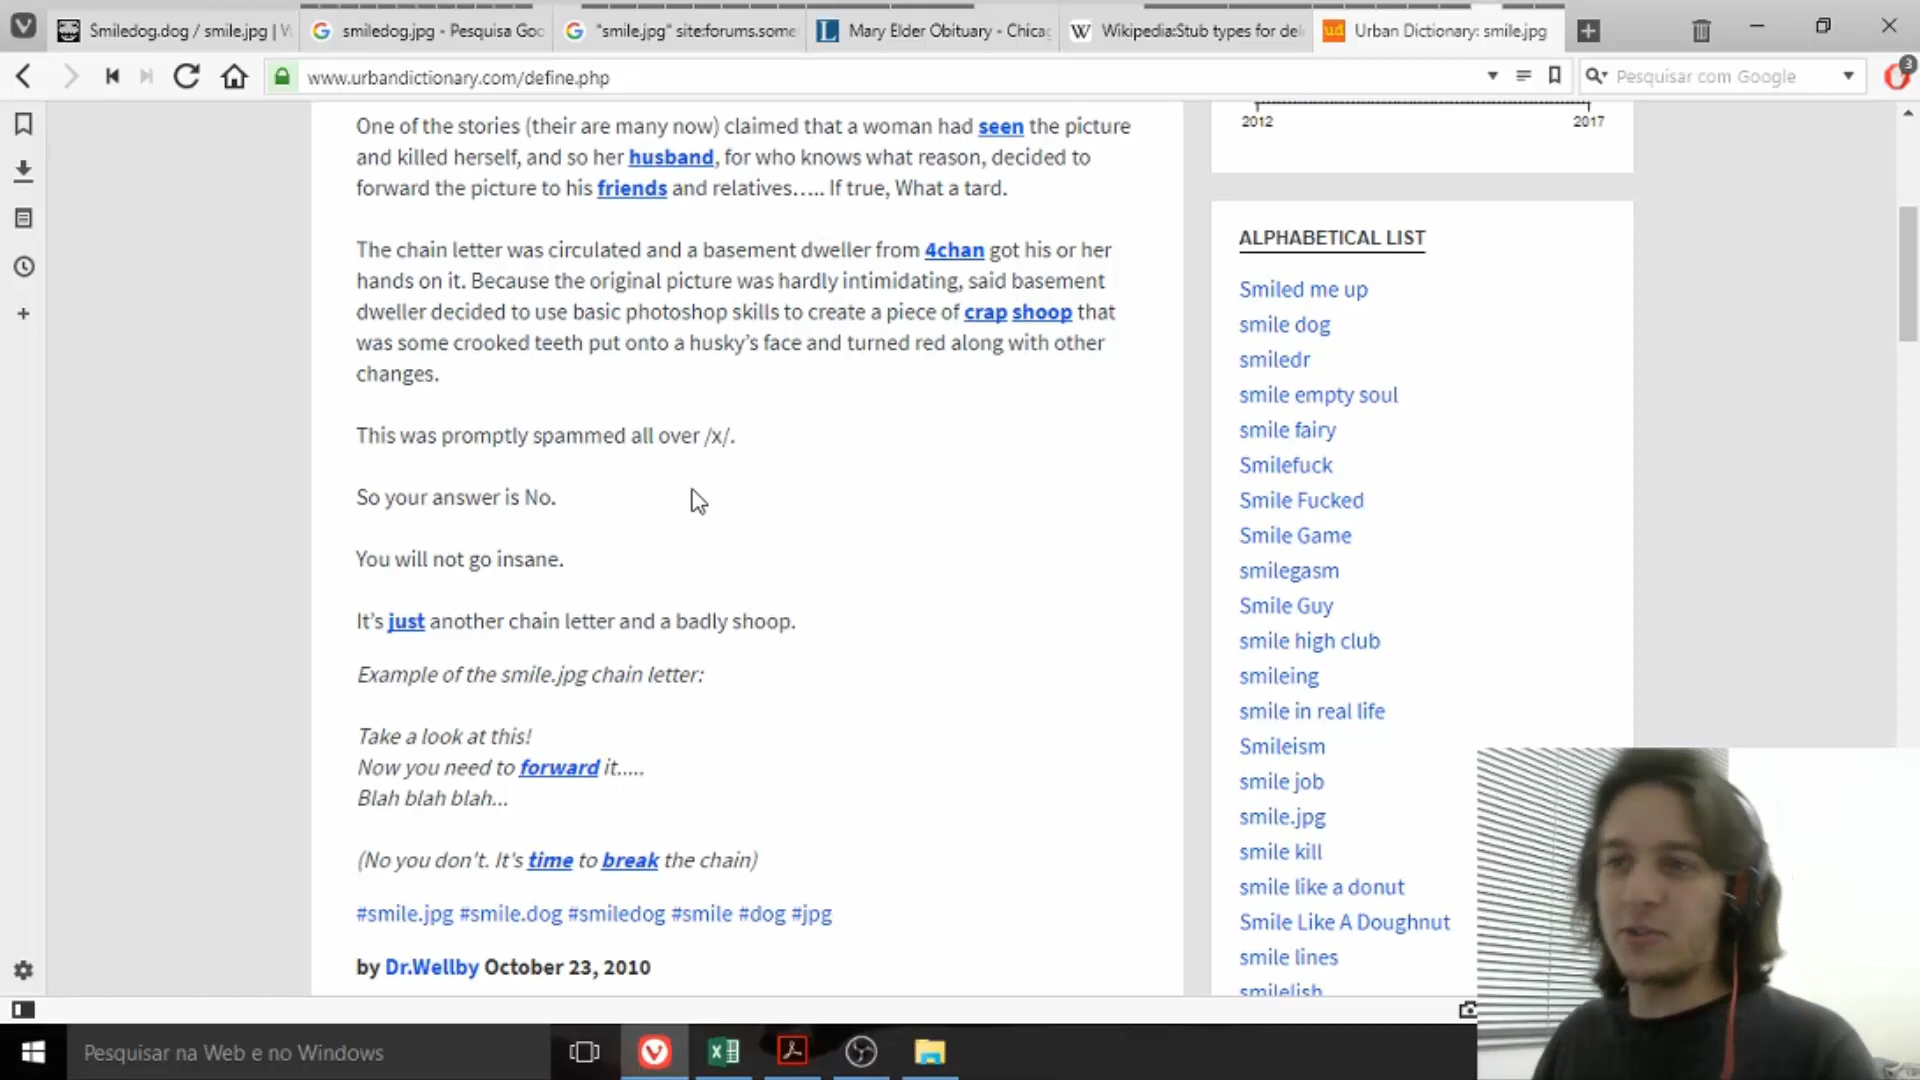 Smiledog.dog / smile.jpg | W
smiledog.jpg - Pesquisa Goo
"smile.jpg" site:forums.some
Mary Elder Obituary - Chicag
Wikipedia:Stub types for del
Urban Dictionary: smile.jpg
www.urbandictionary.com/define.php
Pesquisar com Google
3
One of the stories (their are many now) claimed that a woman had seen the picture
and killed herself, and so her husband, for who knows what reason, decided to
forward the picture to his friends and relatives..... If true, What a tard.
The chain letter was circulated and a basement dweller from 4chan got his or her
hands on it. Because the original picture was hardly intimidating, said basement
dweller decided to use basic photoshop skills to create a piece of crap shoop that
was some crooked teeth put onto a husky's face and turned red along with other
changes.
This was promptly spammed all over /x/.
So your answer is No.
You will not go insane.
It's just another chain letter and a badly shoop.
Example of the smile.jpg chain letter:
Take a look at this!
Now you need to forward it.....
Blah blah blah...
(No you don't. It's time to break the chain)
#smile.jpg #smile.dog #smiledog #smile #dog #jpg
by Dr.Wellby October 23, 2010
2012
2017
ALPHABETICAL LIST
Smiled me up
smile dog
smiledr
smile empty soul
smile fairy
Smilefuck
Smile Fucked
Smile Game
smilegasm
Smile Guy
smile high club
smileing
smile in real life
Smileism
smile job
smile.jpg
smile kill
smile like a donut
Smile Like A Doughnut
smile lines
smilelish
Pesquisar na Web e no Windows